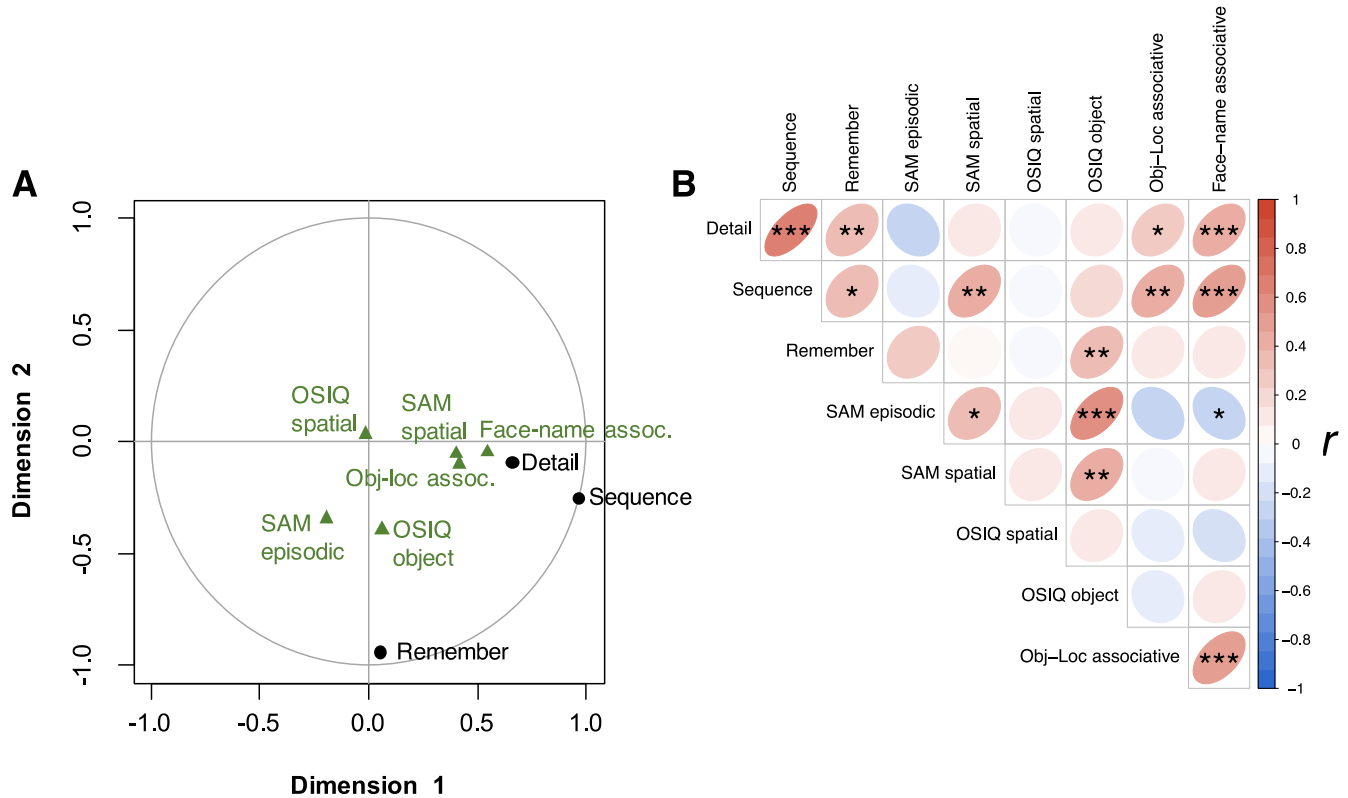 A
Dimension 2
1.0
0.5
0.0
-0.5
-1.0
OSIQ
spatial
SAM
spatial
Face-name assoc.
Detail
Obj-loc assoc.
Sequence
SAM
episodic
OSIQ
object
Remember
-1.0 -0.5 0.0 0.5 1.0
Dimension 1
B
Sequence
Remember
SAM episodic
SAM spatial
OSIQ spatial
OSIQ object
Obj−Loc associative
Face−name associative
Detail *** ** * ***
Sequence * ** ** ***
Remember **
SAM episodic * *** *
SAM spatial **
OSIQ spatial
OSIQ object
Obj−Loc associative ***
1
0.8
0.6
0.4
0.2
0
−0.2
−0.4
−0.6
−0.8
−1
r